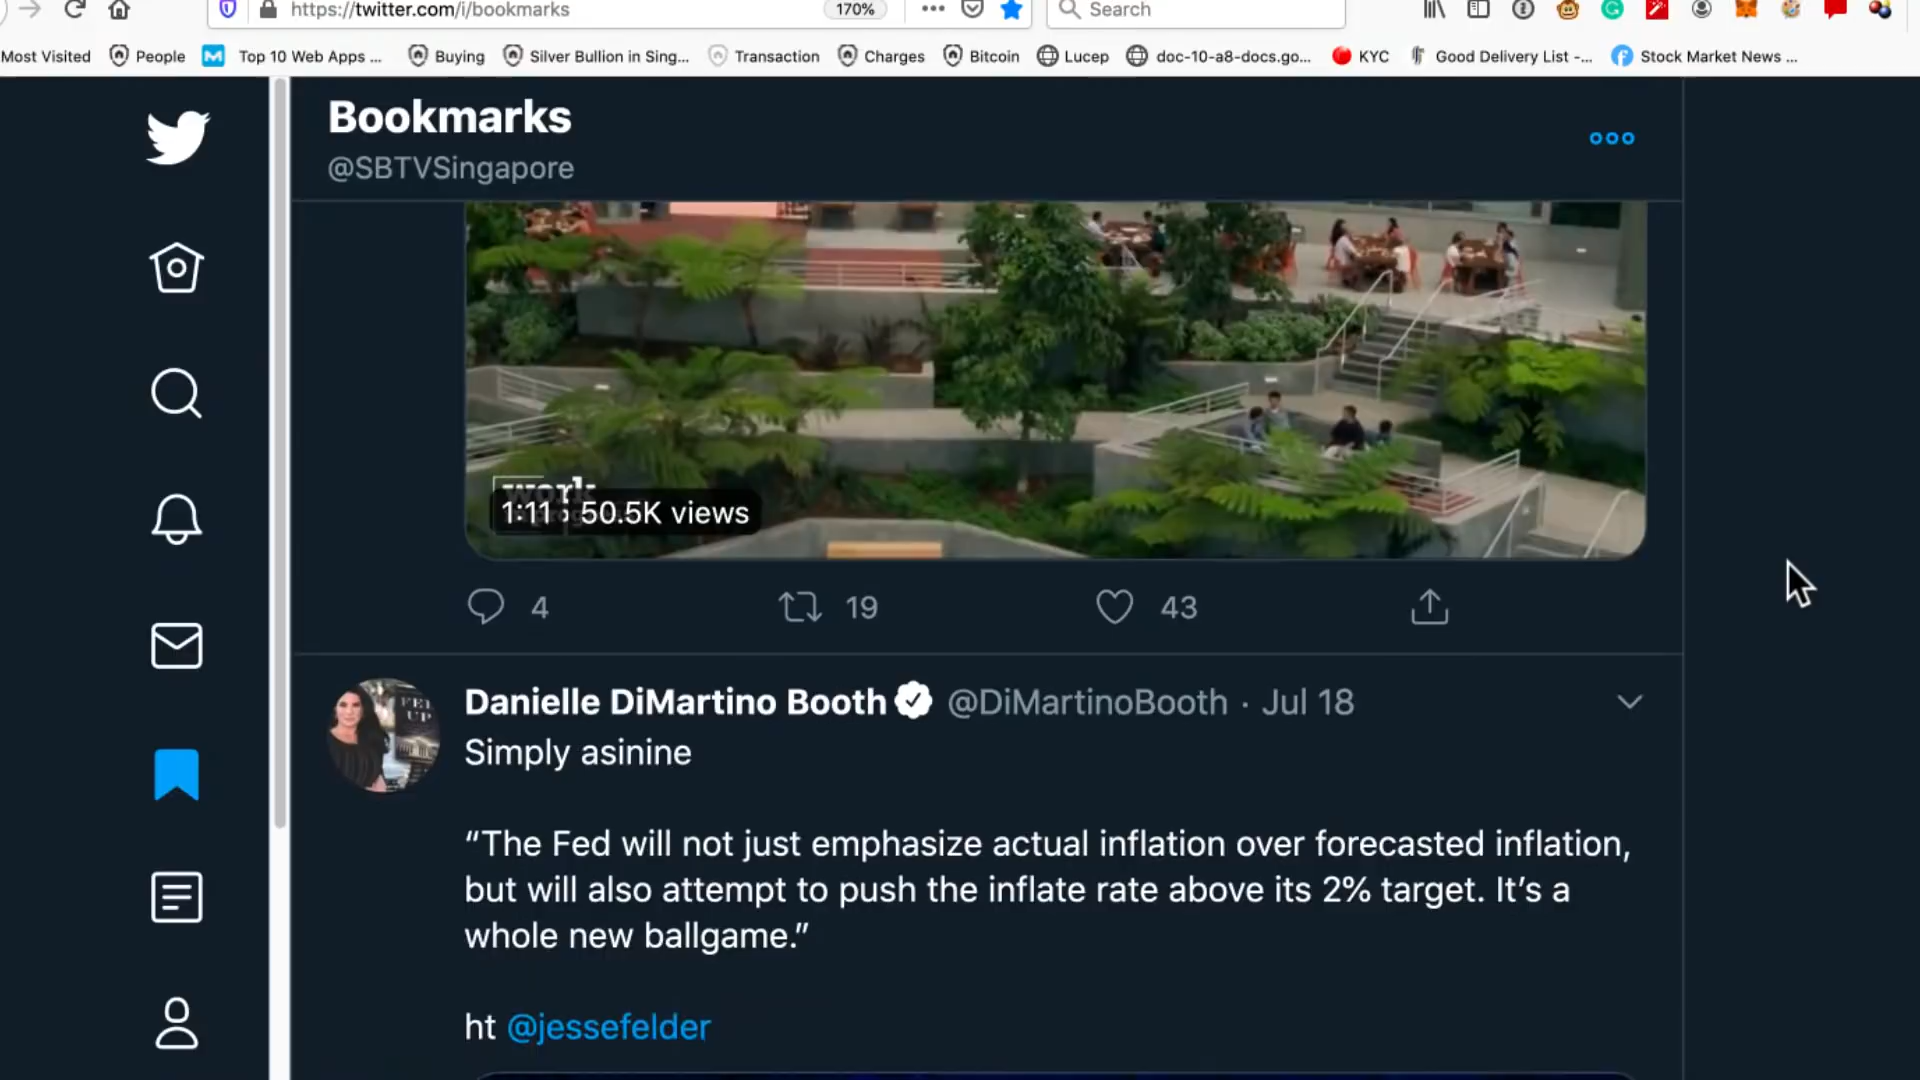 https://twitter.com/i/bookmarks
170%
Search
Most Visited
People
Top 10 Web Apps ...
Buying
Silver Bullion in Sing...
Transaction
Charges
Bitcoin
Lucep
doc-10-a8-docs.go...
KYC
Good Delivery List -...
Stock Market News ...
Bookmarks
@SBTVSingapore
work
1:11 50.5K views
4
19
43
FED UP
Danielle DiMartino Booth @DiMartinoBooth · Jul 18
Simply asinine
“The Fed will not just emphasize actual inflation over forecasted inflation,
but will also attempt to push the inflate rate above its 2% target. It’s a
whole new ballgame.”
ht @jessefelder